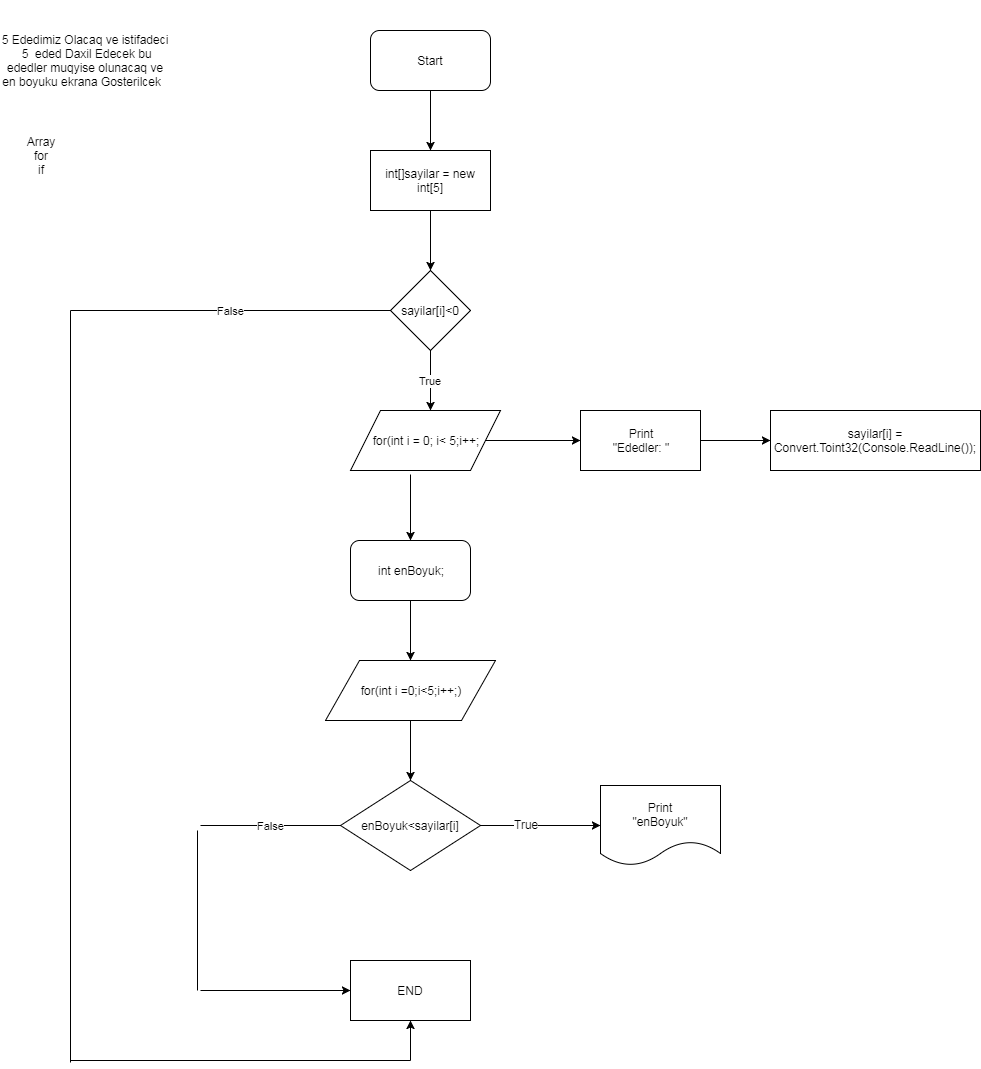 5 Ededimiz Olacaq ve istifadeci
5 eded Daxil Edecek bu
ededler muqyise olunacaq ve
en boyuku ekrana Gosterilcek
Array
for
if
Start
int[]sayilar = new
int[5]
sayilar[i]<0
False
True
for(int i = 0; i< 5;i++;
Print
"Ededler: "
sayilar[i] =
Convert.Toint32(Console.ReadLine());
int enBoyuk;
for(int i =0;i<5;i++;)
enBoyuk<sayilar[i]
False
True
Print
"enBoyuk"
END